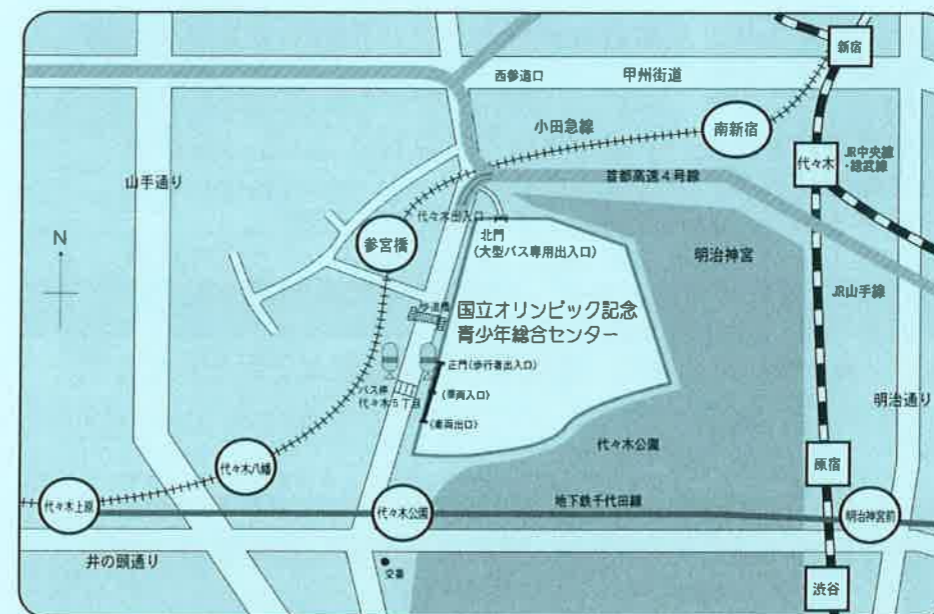 新宿
西参道口
甲州街道
南新宿
小田急線
代々木
JR中央線
・総武線
首都高速4号線
山手通り
代々木出入口
参宮橋
北門
(大型バス専用出入口)
明治神宮
N
JR山手線
国立オリンピック記念
青少年総合センター
歩道橋
正門(歩行者出入口)
バス停
代々木5丁目
(車両入口)
(車両出口)
明治通り
代々木公園
原宿
代々木八幡
代々木上原
代々木公園
地下鉄千代田線
明治神宮前
井の頭通り
交番
渋谷